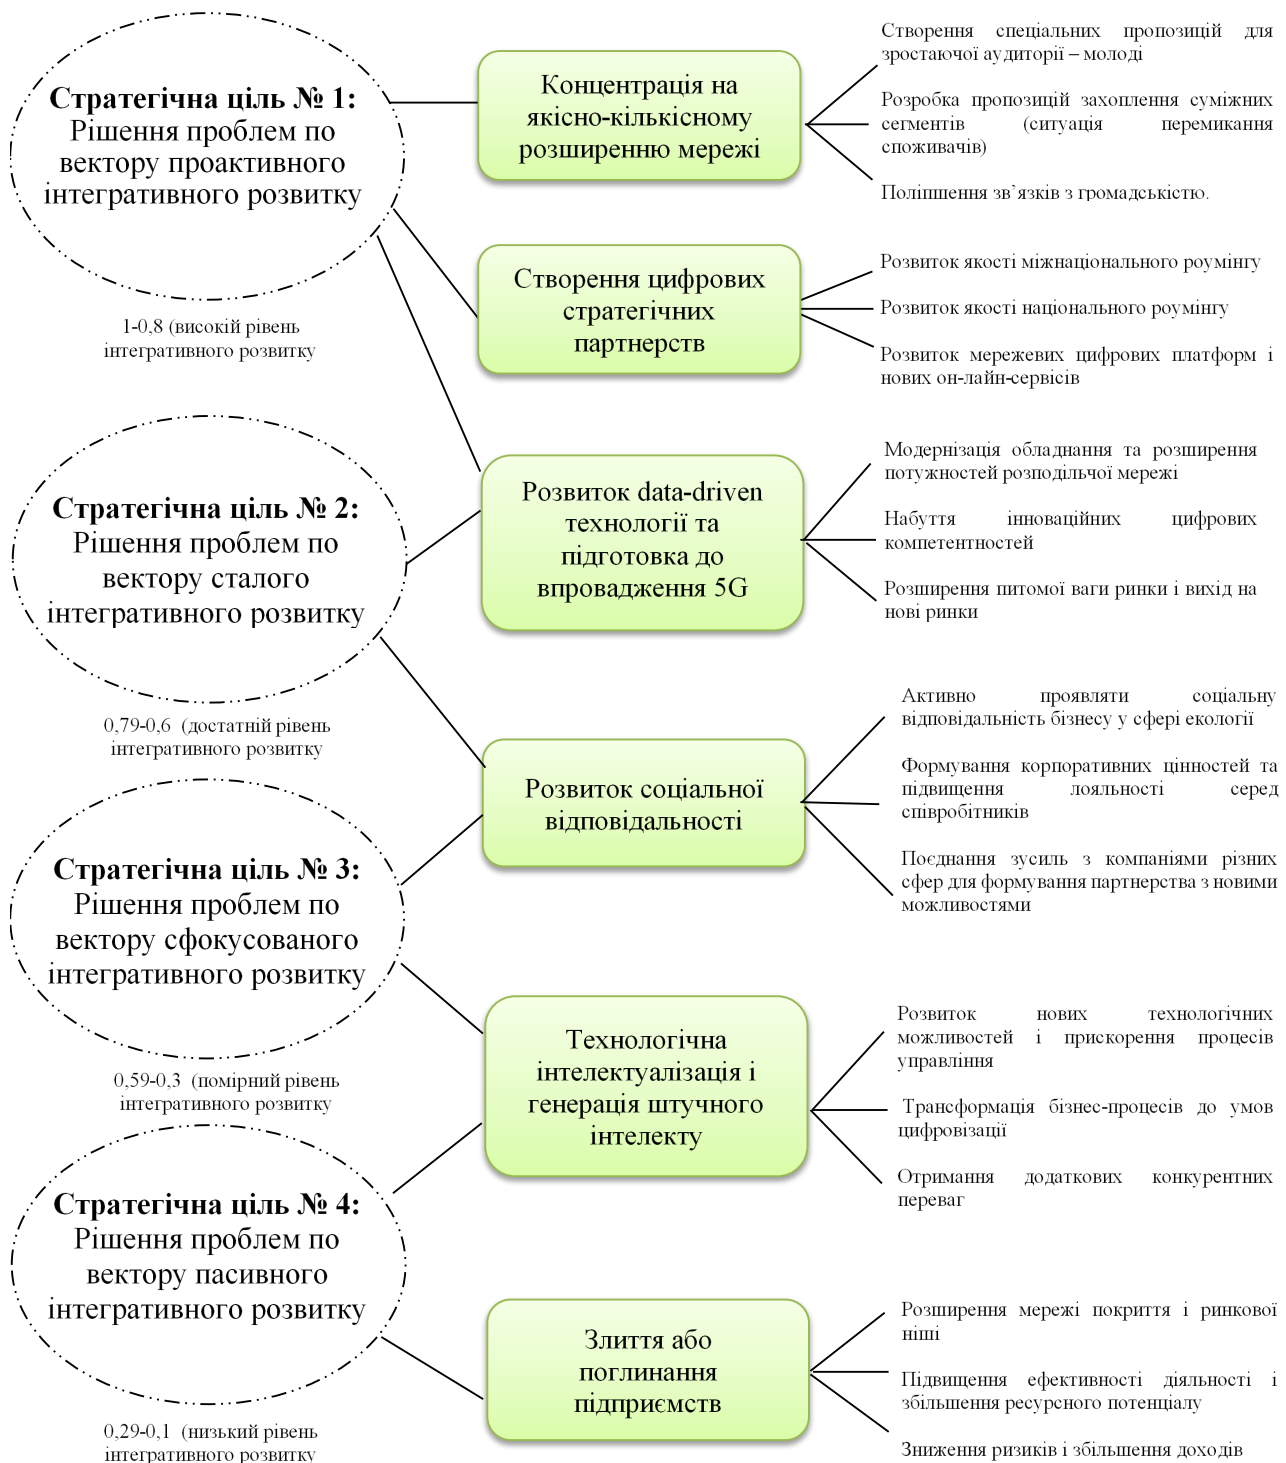 Стратегічна ціль № 1:
Рішення проблем по
вектору проактивного
інтегративного розвитку
1-0,8 (високій рівень
інтегративного розвитку
Концентрація на
якісно-кількісному
розширенню мережі
Створення спеціальних пропозицій для
зростаючої аудиторії – молоді
Розробка пропозицій захоплення суміжних
сегментів (ситуація перемикання
споживачів)
Поліпшення зв’язків з громадськістю.
Створення цифрових
стратегічних
партнерств
Розвиток якості міжнаціонального роумінгу
Розвиток якості національного роумінгу
Розвиток мережевих цифрових платформ і
нових он-лайн-сервісів
Стратегічна ціль № 2:
Рішення проблем по
вектору сталого
інтегративного розвитку
0,79-0,6 (достатній рівень
інтегративного розвитку
Розвиток data-driven
технології та
підготовка до
впровадження 5G
Модернізація обладнання та розширення
потужностей розподільчої мережі
Набуття інноваційних цифрових
компетентностей
Розширення питомої ваги ринки і вихід на
нові ринки
Розвиток соціальної
відповідальності
Активно проявляти соціальну
відповідальність бізнесу у сфері екології
Формування корпоративних цінностей та
підвищення лояльності серед
співробітників
Поєднання зусиль з компаніями різних
сфер для формування партнерства з новими
можливостями
Стратегічна ціль № 3:
Рішення проблем по
вектору сфокусованого
інтегративного розвитку
0,59-0,3 (помірний рівень
інтегративного розвитку
Технологічна
інтелектуалізація і
генерація штучного
інтелекту
Розвиток нових технологічних
можливостей і прискорення процесів
управління
Трансформація бізнес-процесів до умов
цифровізації
Отримання додаткових конкурентних
переваг
Стратегічна ціль № 4:
Рішення проблем по
вектору пасивного
інтегративного розвитку
0,29-0,1 (низький рівень
інтегративного розвитку
Злиття або
поглинання
підприємств
Розширення мережі покриття і ринкової
ніші
Підвищення ефективності діяльності і
збільшення ресурсного потенціалу
Зниження ризиків і збільшення доходів